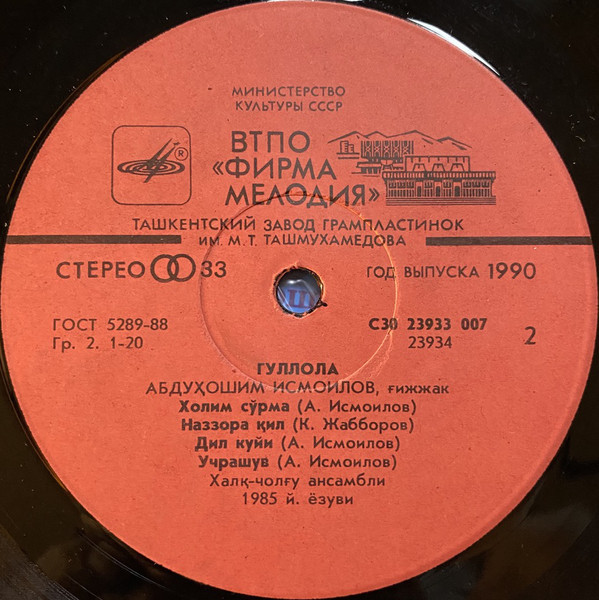 МИНИСТЕРСТВО
КУЛЬТУРЫ СССР
ВТПО
«ФИРМА
МЕЛОДИЯ»
®
ТАШКЕНТСКИЙ ЗАВОД ГРАМПЛАСТИНОК
ИМ. М. Т. ТАШМУХАМЕДОВА
СТЕРЕО 33
ГОД ВЫПУСКА 1990
ГОСТ 5289-88
Гр. 2. 1-20
С30 23933 007
23934
2
ГУЛЛОЛА
АБДУҲОШИМ ИСМОИЛОВ, ғижжак
Холим сўрма (А. Исмоилов)
Наззора қил (К. Жабборов)
Дил куйи (А. Исмоилов)
Учрашув (А. Исмоилов)
Халқ-чолғу ансамбли
1985 й. ёзуви